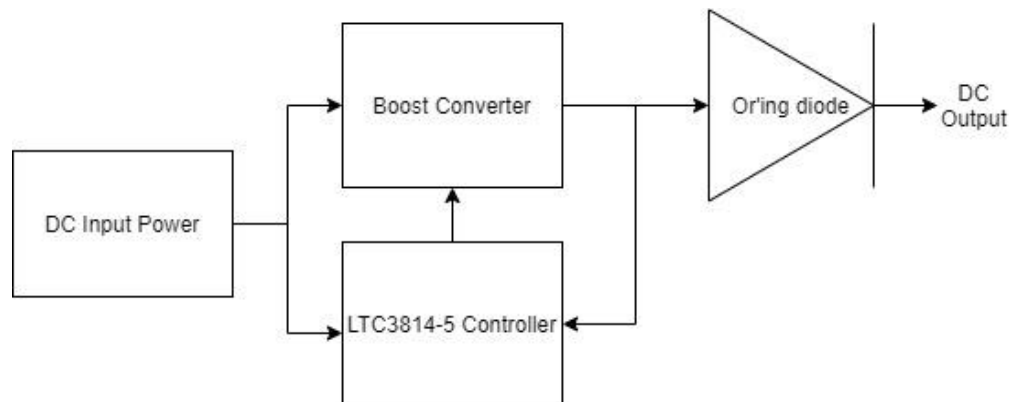 Boost Converter
Or'ing diode
DC
Output
DC Input Power
LTC3814-5 Controller